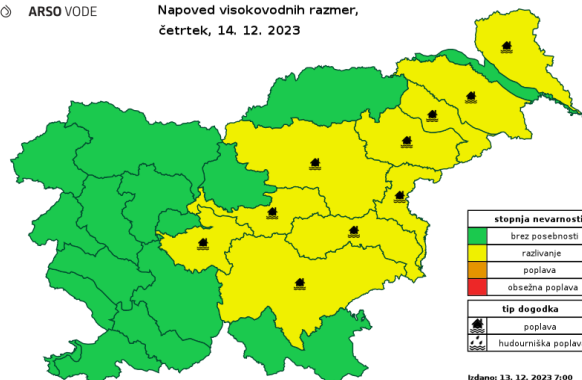 ARSO VODE
Napoved visokovodnih razmer,
četrtek, 14. 12. 2023
stopnja nevarnosti
brez posebnosti
razlivanje
poplava
obsežna poplava
tip dogodka
poplava
hudourniška poplav
Izdano: 13. 12. 2023 7:00